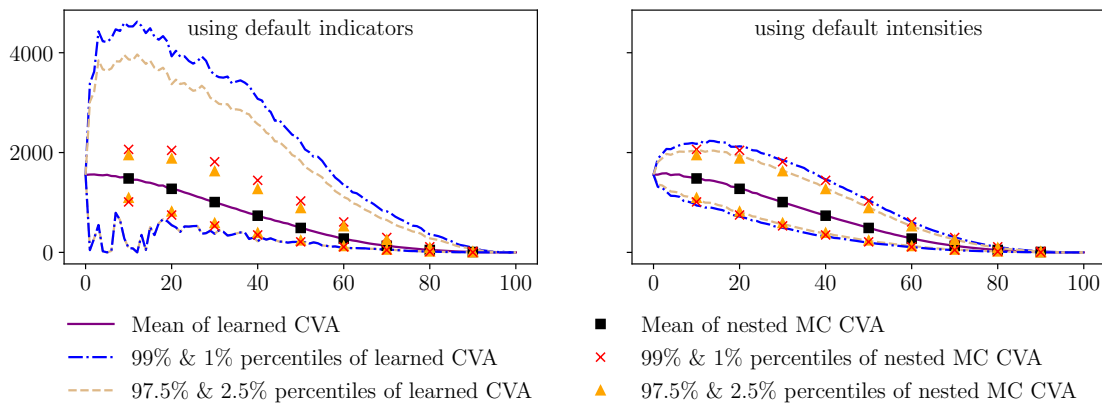 using default indicators
using default intensities
4000
2000
0
0 20 40 60 80 100
0 20 40 60 80 100
Mean of learned CVA
99% & 1% percentiles of learned CVA
97.5% & 2.5% percentiles of learned CVA
Mean of nested MC CVA
99% & 1% percentiles of nested MC CVA
97.5% & 2.5% percentiles of nested MC CVA